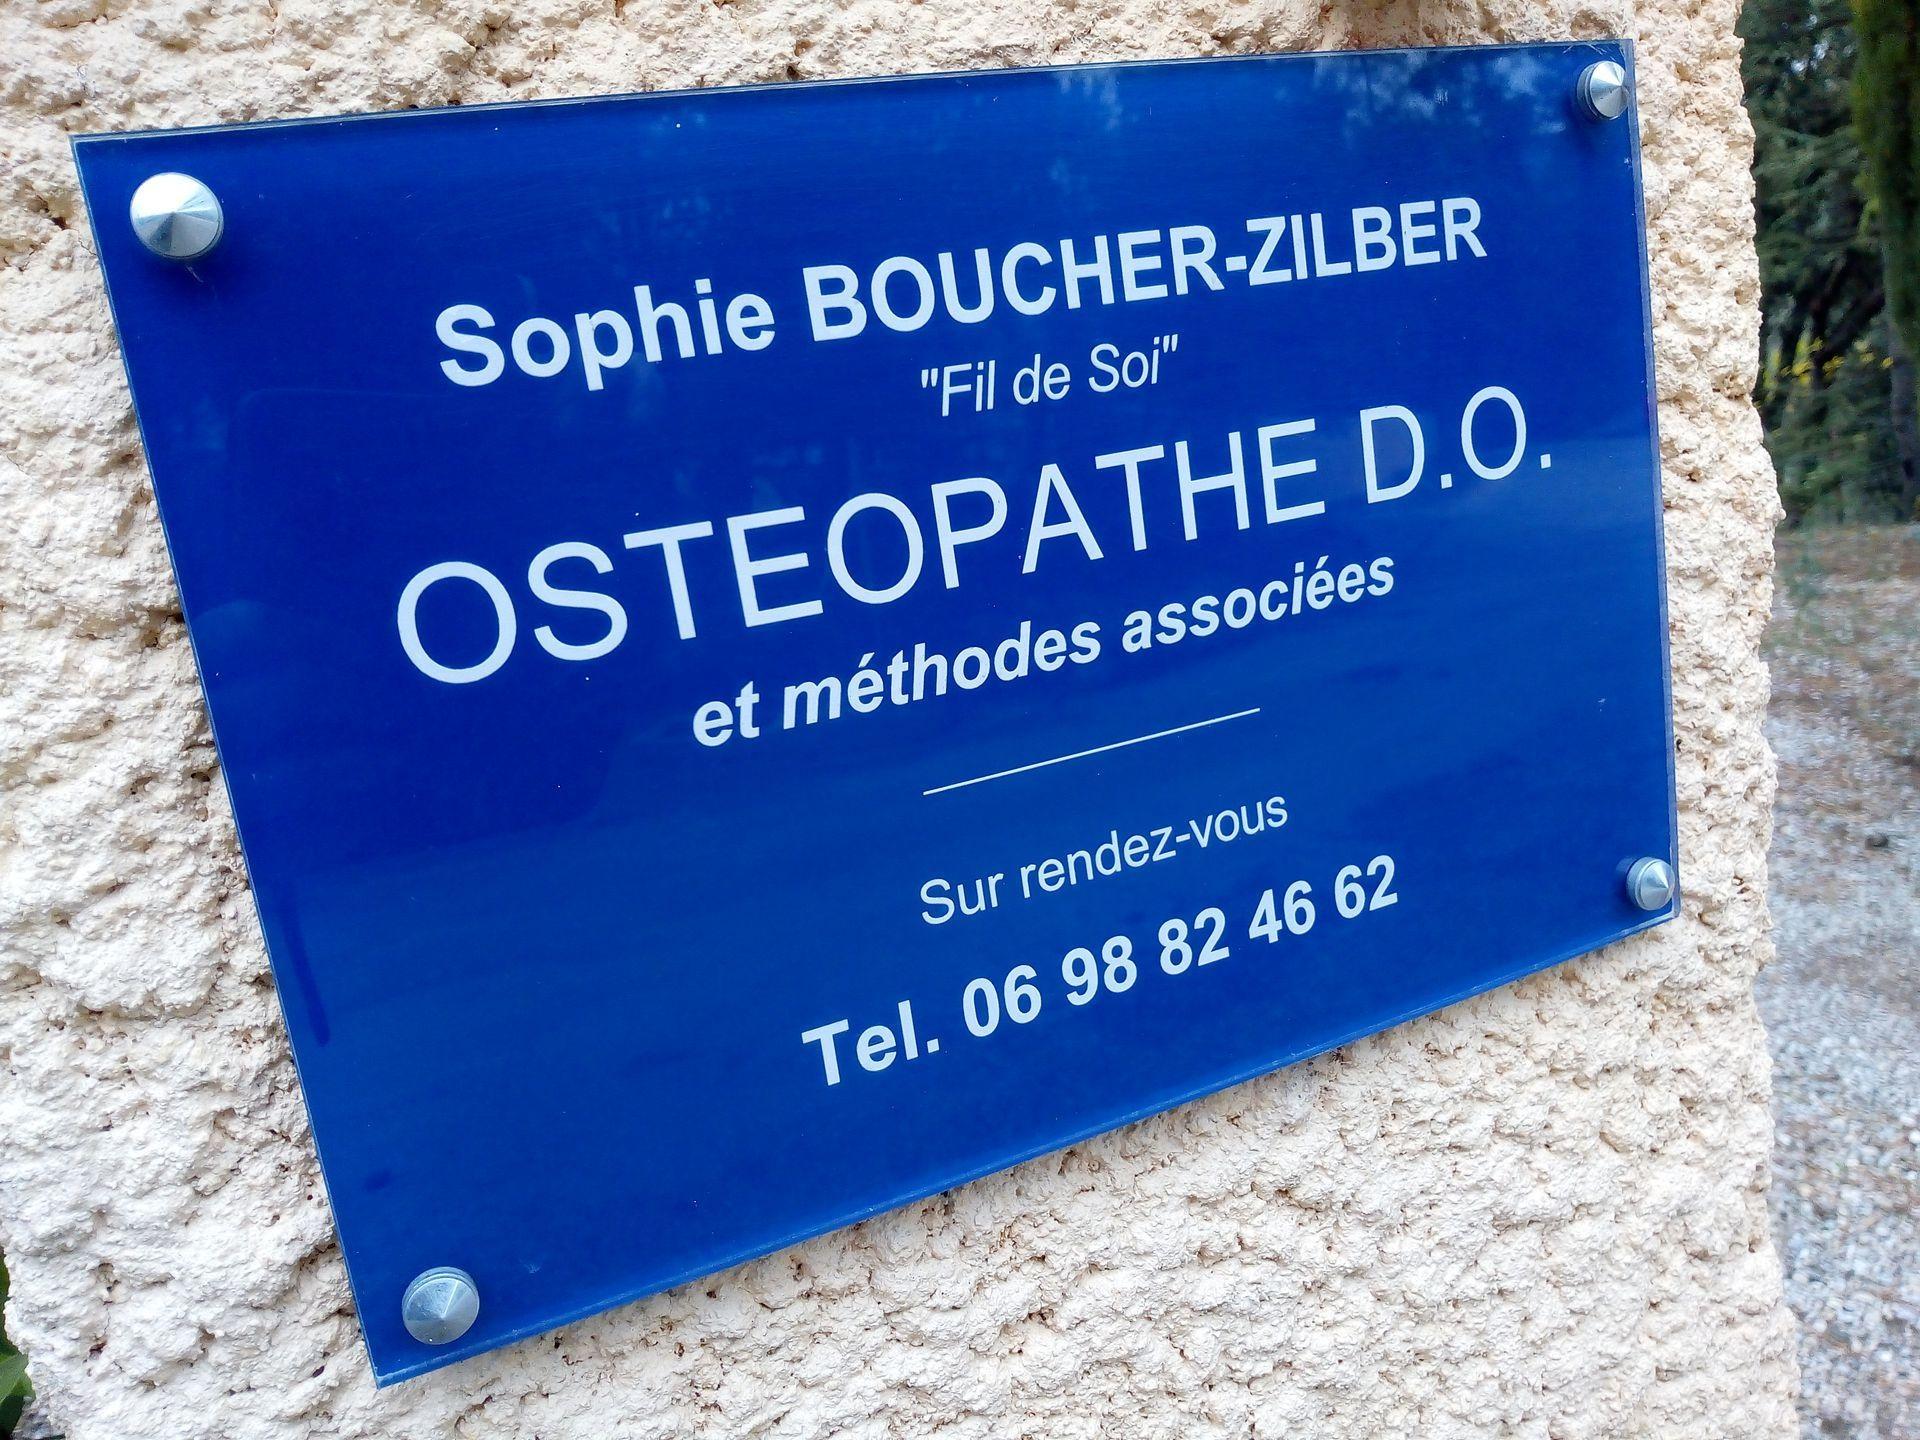 Sophie BOUCHER-ZILBER
"Fil de Soi"
OSTEOPATHE D.O.
et méthodes associées
Sur rendez-vous
Tel. 06 98 82 46 62